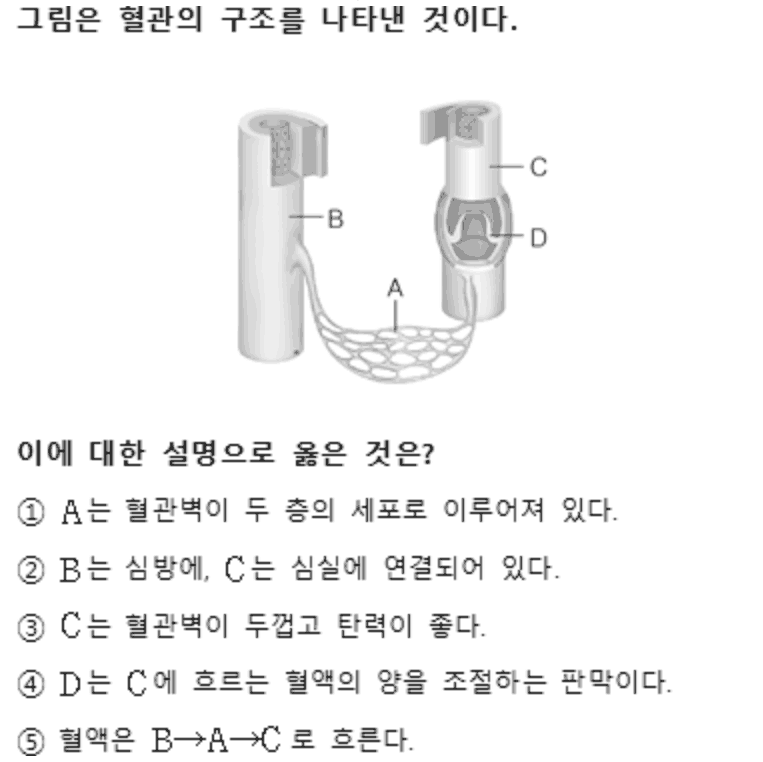 그림은 혈관의 구조를 나타낸 것이다.
C
B
D
A
이에 대한 설명으로 옳은 것은?
① A는 혈관벽이 두 층의 세포로 이루어져 있다.
② B는 심방에, C는 심실에 연결되어 있다.
③ C는 혈관벽이 두껍고 탄력이 좋다.
④ D는 C에 흐르는 혈액의 양을 조절하는 판막이다.
⑤ 혈액은 B→A→C 로 흐른다.